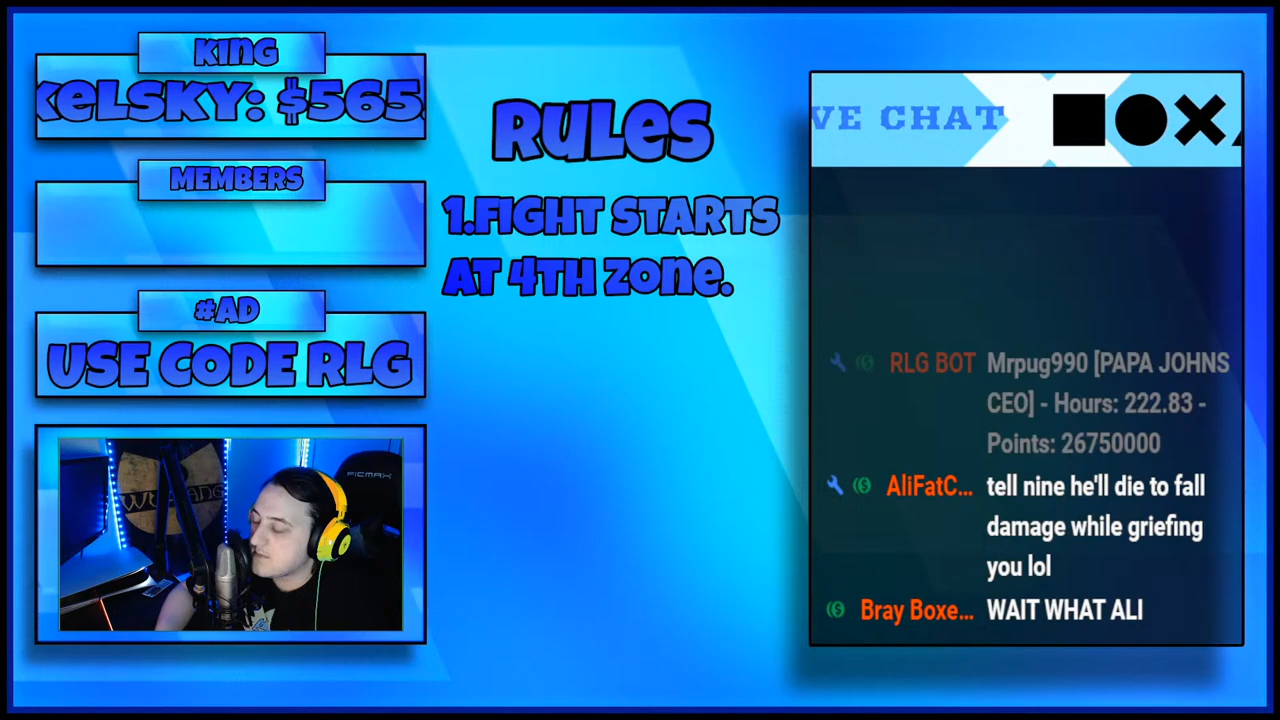 KING
KELSKY: $565.
MEMBERS
#AD
USE CODE RLG
FICMAX
RULES
1.FIGHT STARTS
AT 4TH ZONE.
VE CHAT
RLG BOT Mrpug990 [PAPA JOHNS
CEO] - Hours: 222.83 -
Points: 26750000
AliFatC... tell nine he'll die to fall
damage while griefing
you lol
Bray Boxe... WAIT WHAT ALI